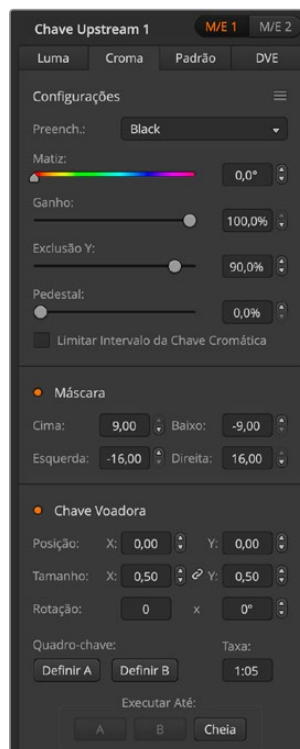 Chave Upstream 1 M/E 1 M/E 2
Luma Croma Padrão DVE
Configurações
Preench.: Black
Matiz:
0,0°
Ganho:
100,0%
Exclusão Y:
90,0%
Pedestal:
0,0%
Limitar Intervalo da Chave Cromática
Máscara
Cima: 9,00 Baixo: -9,00
Esquerda: -16,00 Direita: 16,00
Chave Voadora
Posição: X: 0,00 Y: 0,00
Tamanho: X: 0,50 Y: 0,50
Rotação: 0 x 0°
Quadro-chave: Taxa:
Definir A Definir B 1:05
Executar Até:
A B Cheia